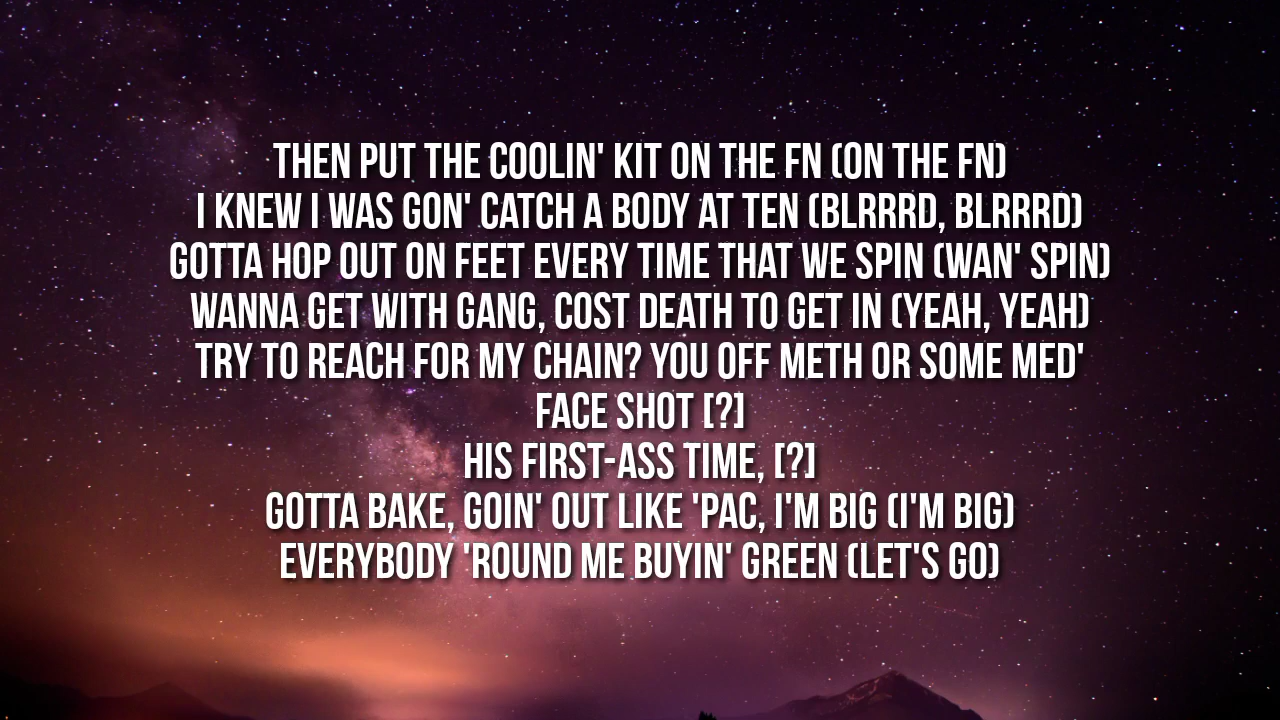 THEN PUT THE COOLIN' KIT ON THE FN (ON THE FN)
I KNEW I WAS GON' CATCH A BODY AT TEN (BLRRRD, BLRRRD)
GOTTA HOP OUT ON FEET EVERY TIME THAT WE SPIN (WAN' SPIN)
WANNA GET WITH GANG, COST DEATH TO GET IN (YEAH, YEAH)
TRY TO REACH FOR MY CHAIN? YOU OFF METH OR SOME MED'
FACE SHOT [?]
HIS FIRST-ASS TIME, [?]
GOTTA BAKE, GOIN' OUT LIKE 'PAC, I'M BIG (I'M BIG)
EVERYBODY 'ROUND ME BUYIN' GREEN (LET'S GO)